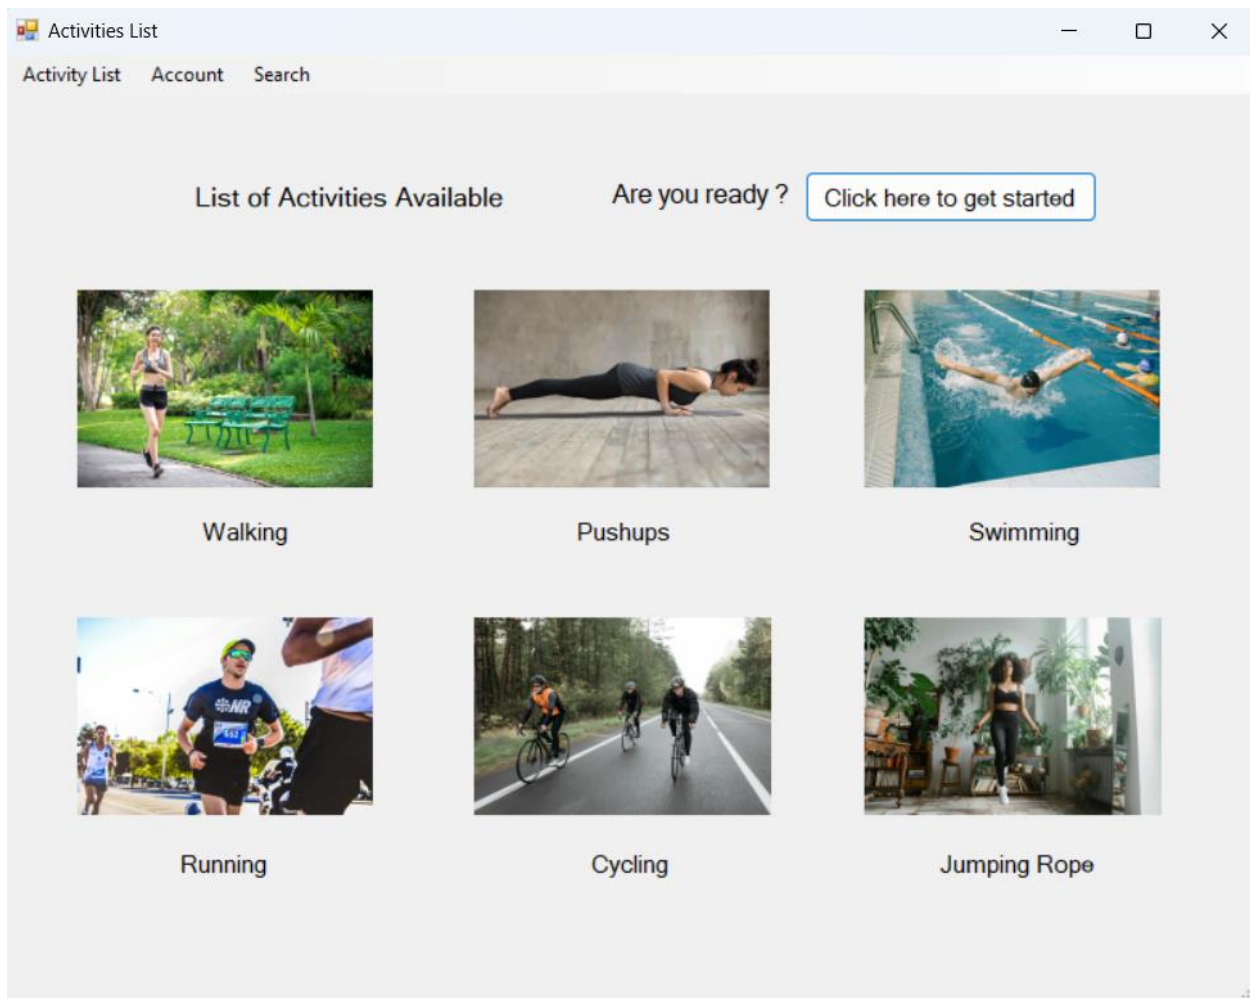 Activities List
Activity List Account Search
List of Activities Available
Are you ready ? Click here to get started
Walking Pushups Swimming
NR
Running Cycling Jumping Rope